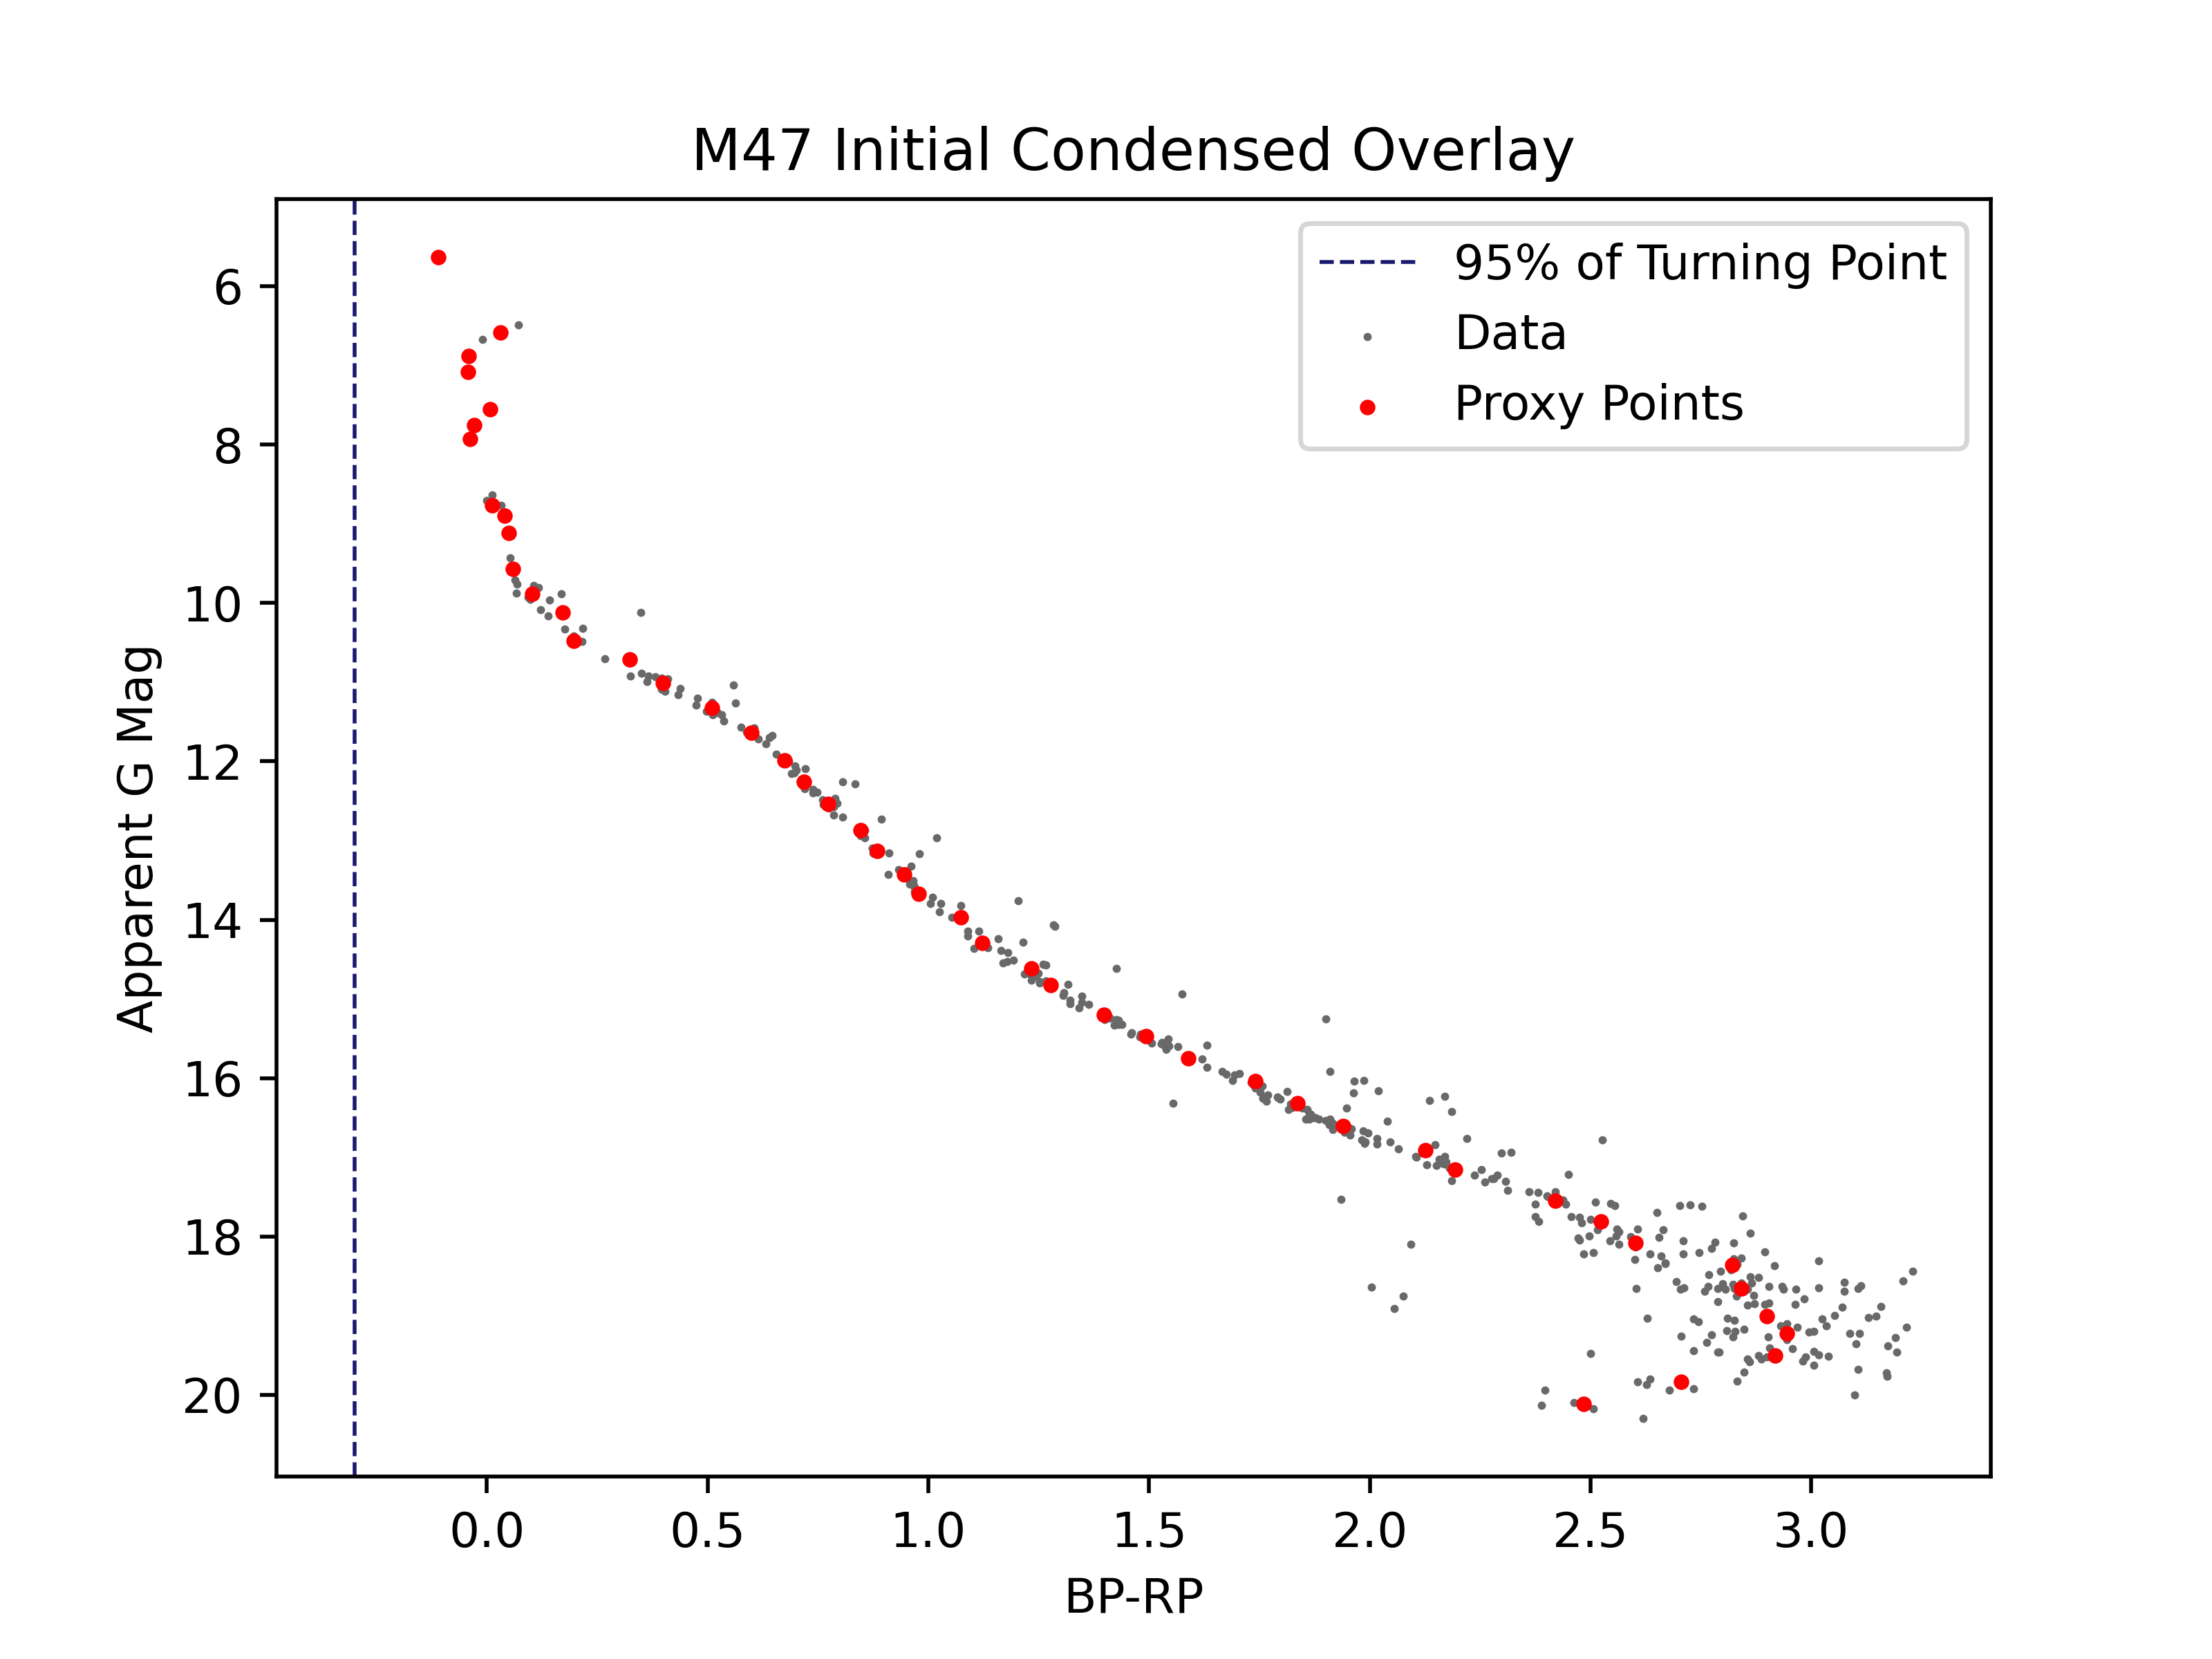 M47 Initial Condensed Overlay
95% of Turning Point
Data
Proxy Points
Apparent G Mag
6
8
10
12
14
16
18
20
0.0 0.5 1.0 1.5 2.0 2.5 3.0
BP-RP